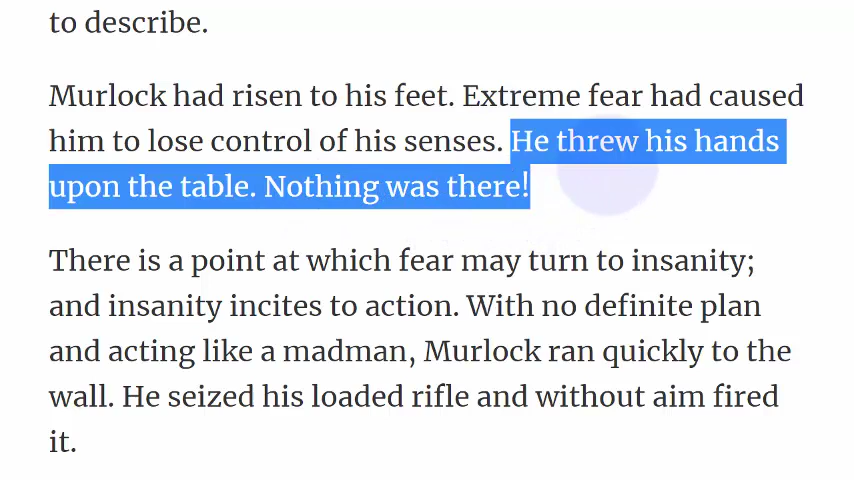 to describe.
Murlock had risen to his feet. Extreme fear had caused
him to lose control of his senses. He threw his hands
upon the table. Nothing was there!
There is a point at which fear may turn to insanity;
and insanity incites to action. With no definite plan
and acting like a madman, Murlock ran quickly to the
wall. He seized his loaded rifle and without aim fired
it.